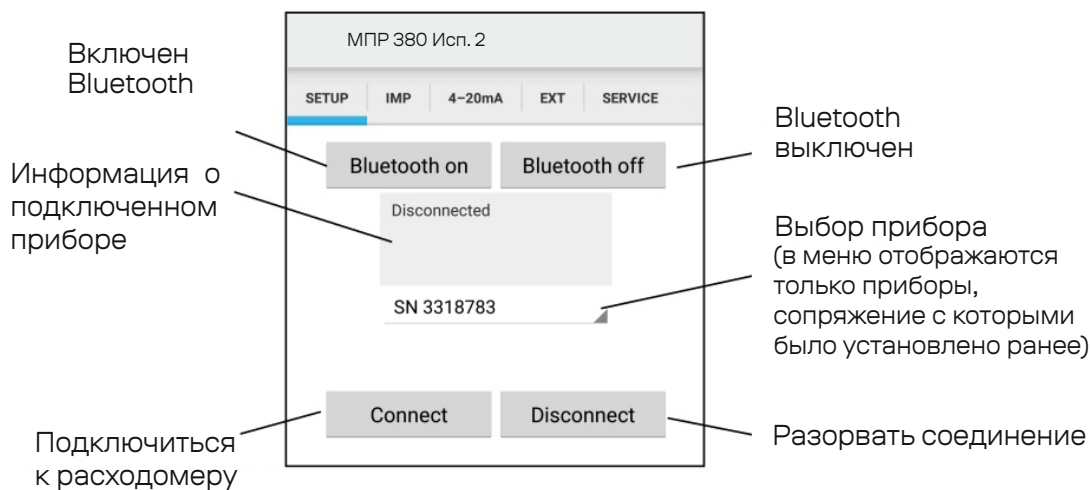 МПР 380 Исп. 2
Включен
Bluetooth
SETUP IMP 4–20mA EXT SERVICE
Bluetooth
выключен
Bluetooth on Bluetooth off
Информация о
подключенном
приборе
Disconnected
Выбор прибора
(в меню отображаются
только приборы,
сопряжение с которыми
было установлено ранее)
SN 3318783
Connect Disconnect
Подключиться
к расходомеру
Разорвать соединение